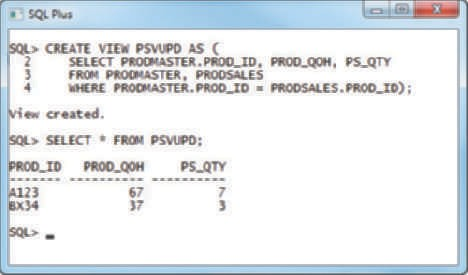 SQL Plus
SQL> CREATE VIEW PSVUPD AS (
2 SELECT PRODMASTER.PROD_ID, PROD_QOH, PS_QTY
3 FROM PRODMASTER, PRODSALES
4 WHERE PRODMASTER.PROD_ID = PRODSALES.PROD_ID);
View created.
SQL> SELECT * FROM PSVUPD;
PROD_ID PROD_QOH PS_QTY
------- ---------- ----------
A123 67 7
BX34 37 3
SQL> _